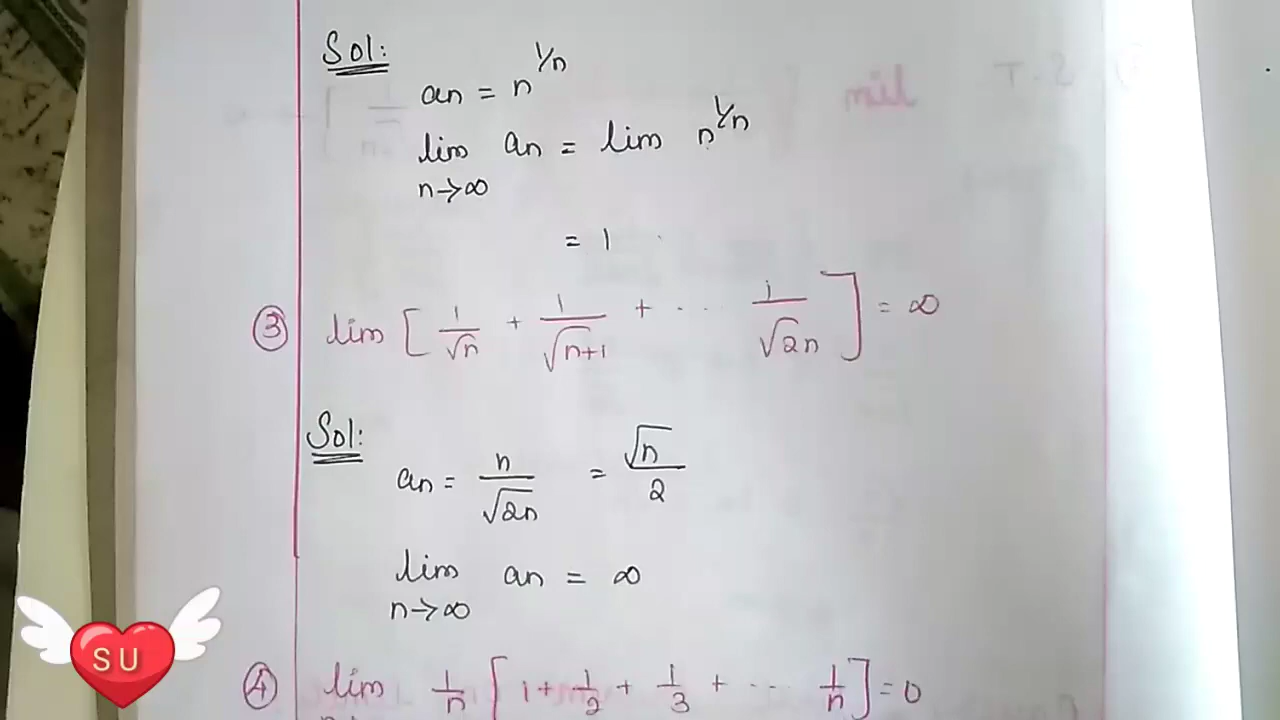 Sol:
an = n^{1/n}
lim an = lim n^{1/n}
n→∞
= 1
③ lim [ 1/√n + 1/√n+1 + ... 1/√2n ] = ∞
Sol:
an = n/√2n = √n/2
lim an = ∞
n→∞
④ lim 1/n [ 1 + 1/2 + 1/3 + ... 1/n ] = 0
SU